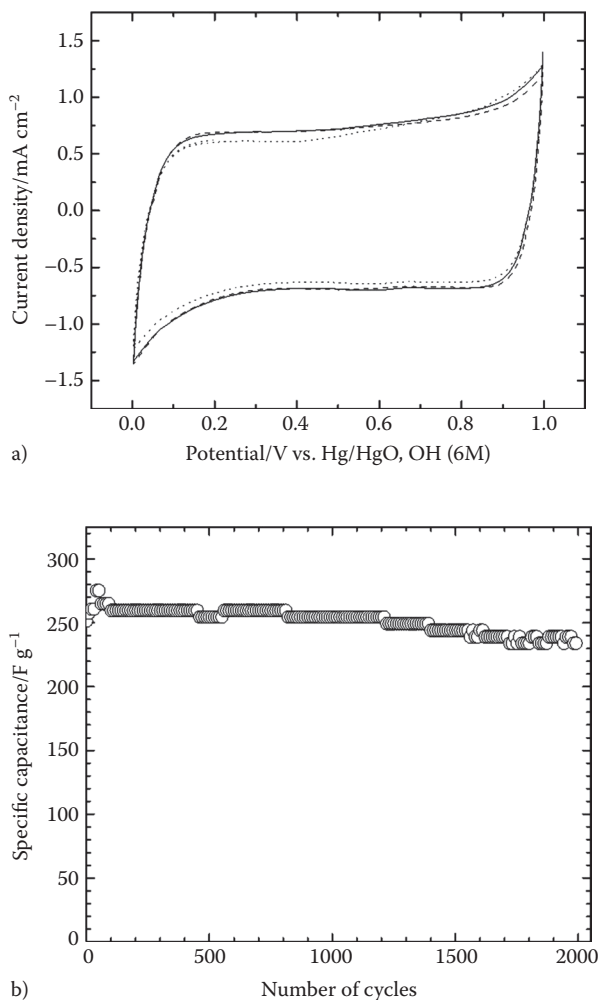 1.5
1.0
0.5
0.0
−0.5
−1.0
−1.5
Current density/mA cm−2
0.0 0.2 0.4 0.6 0.8 1.0
a) Potential/V vs. Hg/HgO, OH (6M)
300
250
200
150
100
50
0
Specific capacitance/F g−1
0 500 1000 1500 2000
b) Number of cycles